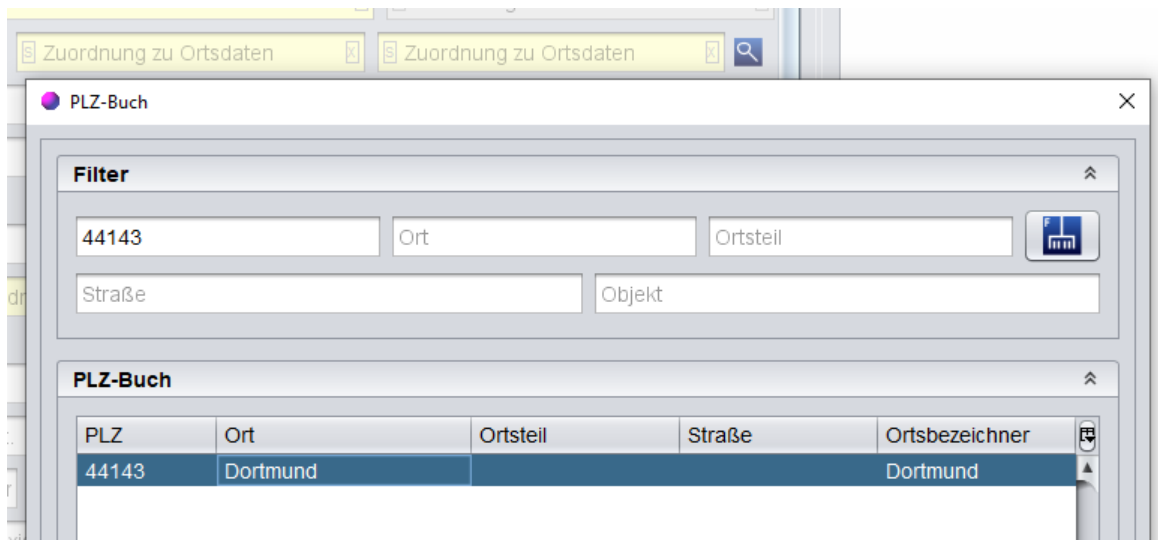 S Zuordnung zu Ortsdaten X S Zuordnung zu Ortsdaten X
PLZ-Buch
Filter
44143 Ort Ortsteil F
Straße Objekt
PLZ-Buch
PLZ Ort Ortsteil Straße Ortsbezeichner
44143 Dortmund Dortmund